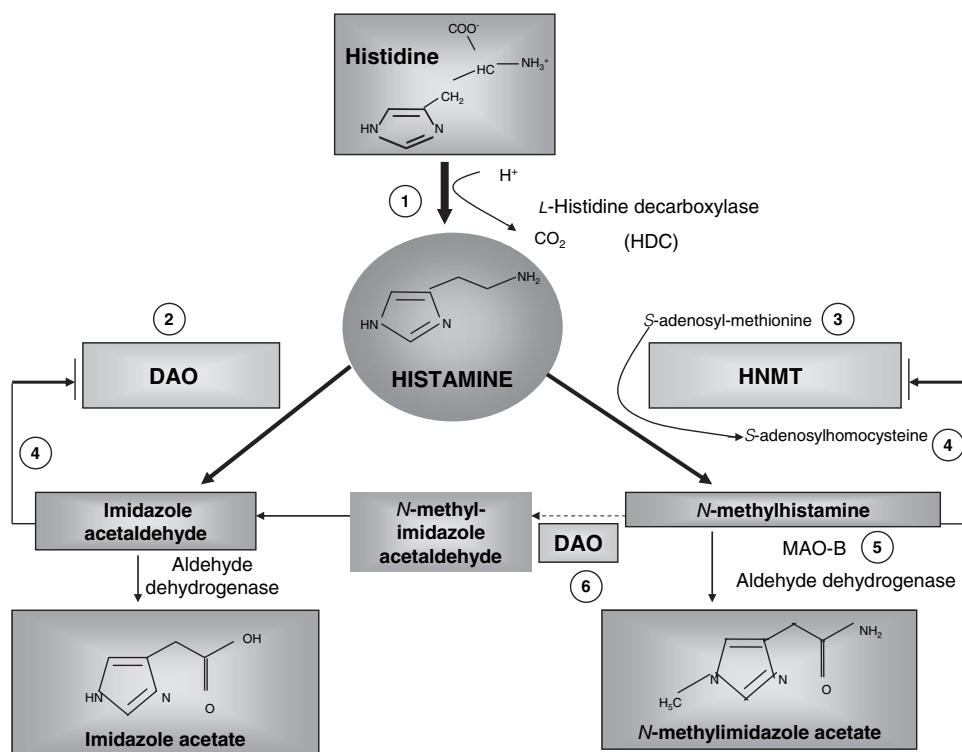 COO⁻
Histidine
HC
NH₃⁺
CH₂
HN
N
1
H⁺
L-Histidine decarboxylase
CO₂
(HDC)
NH₂
HN
N
HISTAMINE
2
DAO
S-adenosyl-methionine
3
HNMT
S-adenosylhomocysteine
4
4
Imidazole
acetaldehyde
N-methyl-
imidazole
acetaldehyde
DAO
6
N-methylhistamine
MAO-B
5
Aldehyde dehydrogenase
Aldehyde
dehydrogenase
OH
HN
N
O
Imidazole acetate
NH₂
N
N
O
H₅C
N-methylimidazole acetate